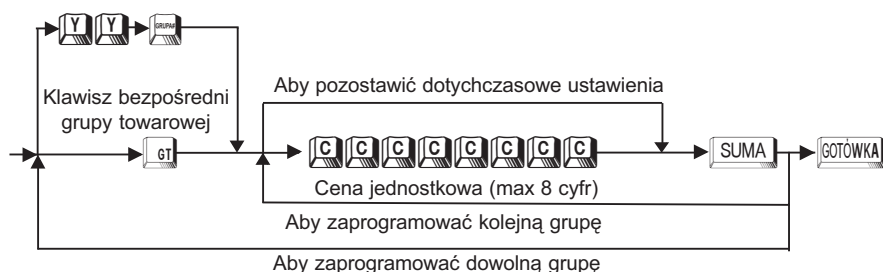 Y Y GRUPA#
Aby pozostawić dotychczasowe ustawienia
Klawisz bezpośredni
grupy towarowej
GT C C C C C C C C SUMA GOTÓWKA
Cena jednostkowa (max 8 cyfr)
Aby zaprogramować kolejną grupę
Aby zaprogramować dowolną grupę